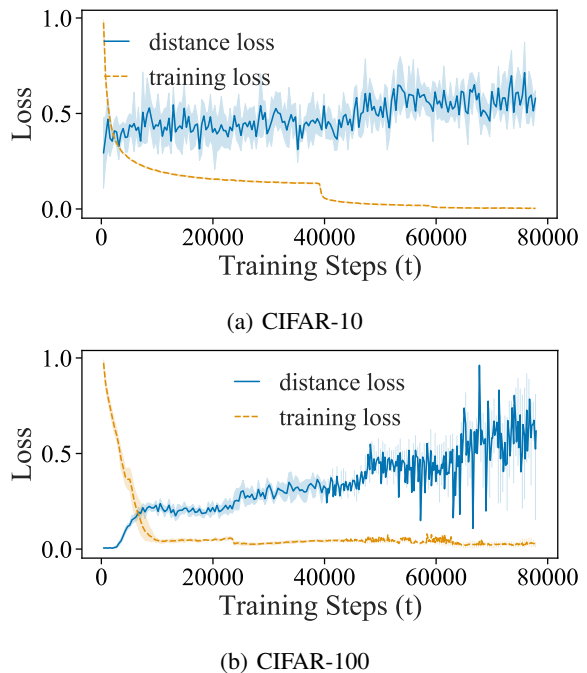 1.0
distance loss
training loss
0.5
0.0
Loss
0 20000 40000 60000 80000
Training Steps (t)
(a) CIFAR-10
1.0
distance loss
training loss
0.5
0.0
Loss
0 20000 40000 60000 80000
Training Steps (t)
(b) CIFAR-100